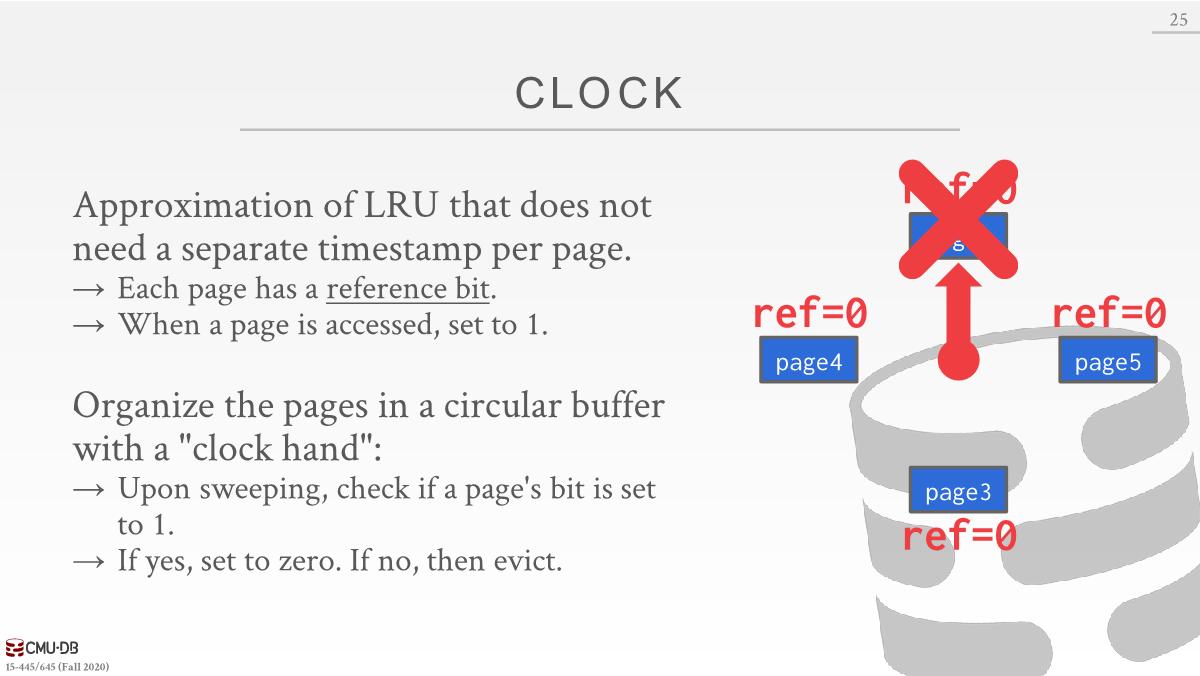 25
CLOCK
Approximation of LRU that does not
need a separate timestamp per page.
→ Each page has a reference bit.
→ When a page is accessed, set to 1.
Organize the pages in a circular buffer
with a "clock hand":
→ Upon sweeping, check if a page's bit is set
to 1.
→ If yes, set to zero. If no, then evict.
ref=0
page4
ref=0
page5
page3
ref=0
CMU·DB
15-445/645 (Fall 2020)